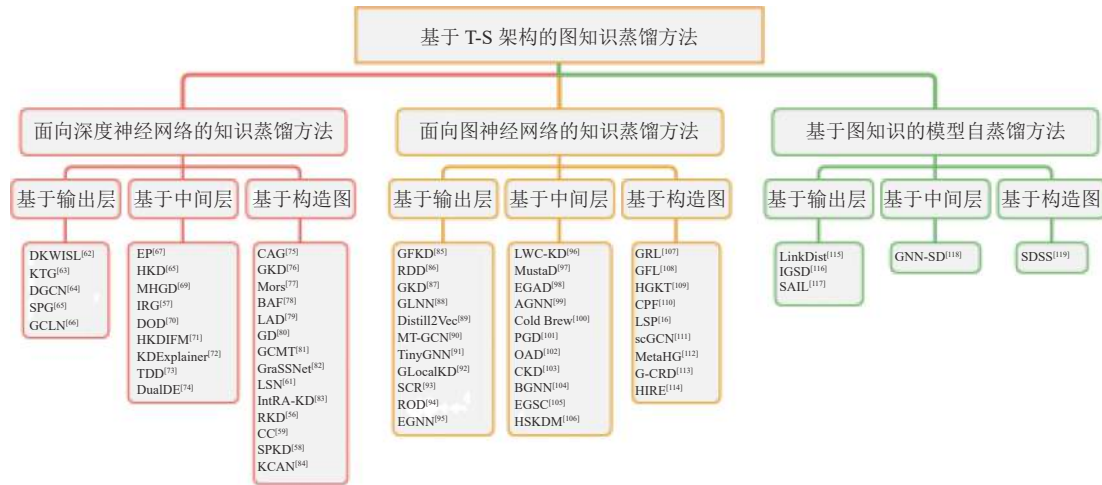 基于 T-S 架构的图知识蒸馏方法
面向深度神经网络的知识蒸馏方法
面向图神经网络的知识蒸馏方法
基于图知识的模型自蒸馏方法
基于输出层
基于中间层
基于构造图
基于输出层
基于中间层
基于构造图
基于输出层
基于中间层
基于构造图
DKWISL[62]
KTG[63]
DGCN[64]
SPG[65]
GCLN[66]
EP[67]
HKD[65]
MHGD[69]
IRG[57]
DOD[70]
HKDIFM[71]
KDExplainer[72]
TDD[73]
DualDE[74]
CAG[75]
GKD[76]
Mors[77]
BAF[78]
LAD[79]
GD[80]
GCMT[81]
GraSSNet[82]
LSN[61]
IntRA-KD[83]
RKD[56]
CC[59]
SPKD[58]
KCAN[84]
GFKD[85]
RDD[86]
GKD[87]
GLNN[88]
Distill2Vec[89]
MT-GCN[90]
TinyGNN[91]
GLocalKD[92]
SCR[93]
ROD[94]
EGNN[95]
LWC-KD[96]
MustaD[97]
EGAD[98]
AGNN[99]
Cold Brew[100]
PGD[101]
OAD[102]
CKD[103]
BGNN[104]
EGSC[105]
HSKDM[106]
GRL[107]
GFL[108]
HGKT[109]
CPF[110]
LSP[16]
scGCN[111]
MetaHG[112]
G-CRD[113]
HIRE[114]
LinkDist[115]
IGSD[116]
SAIL[117]
GNN-SD[118]
SDSS[119]